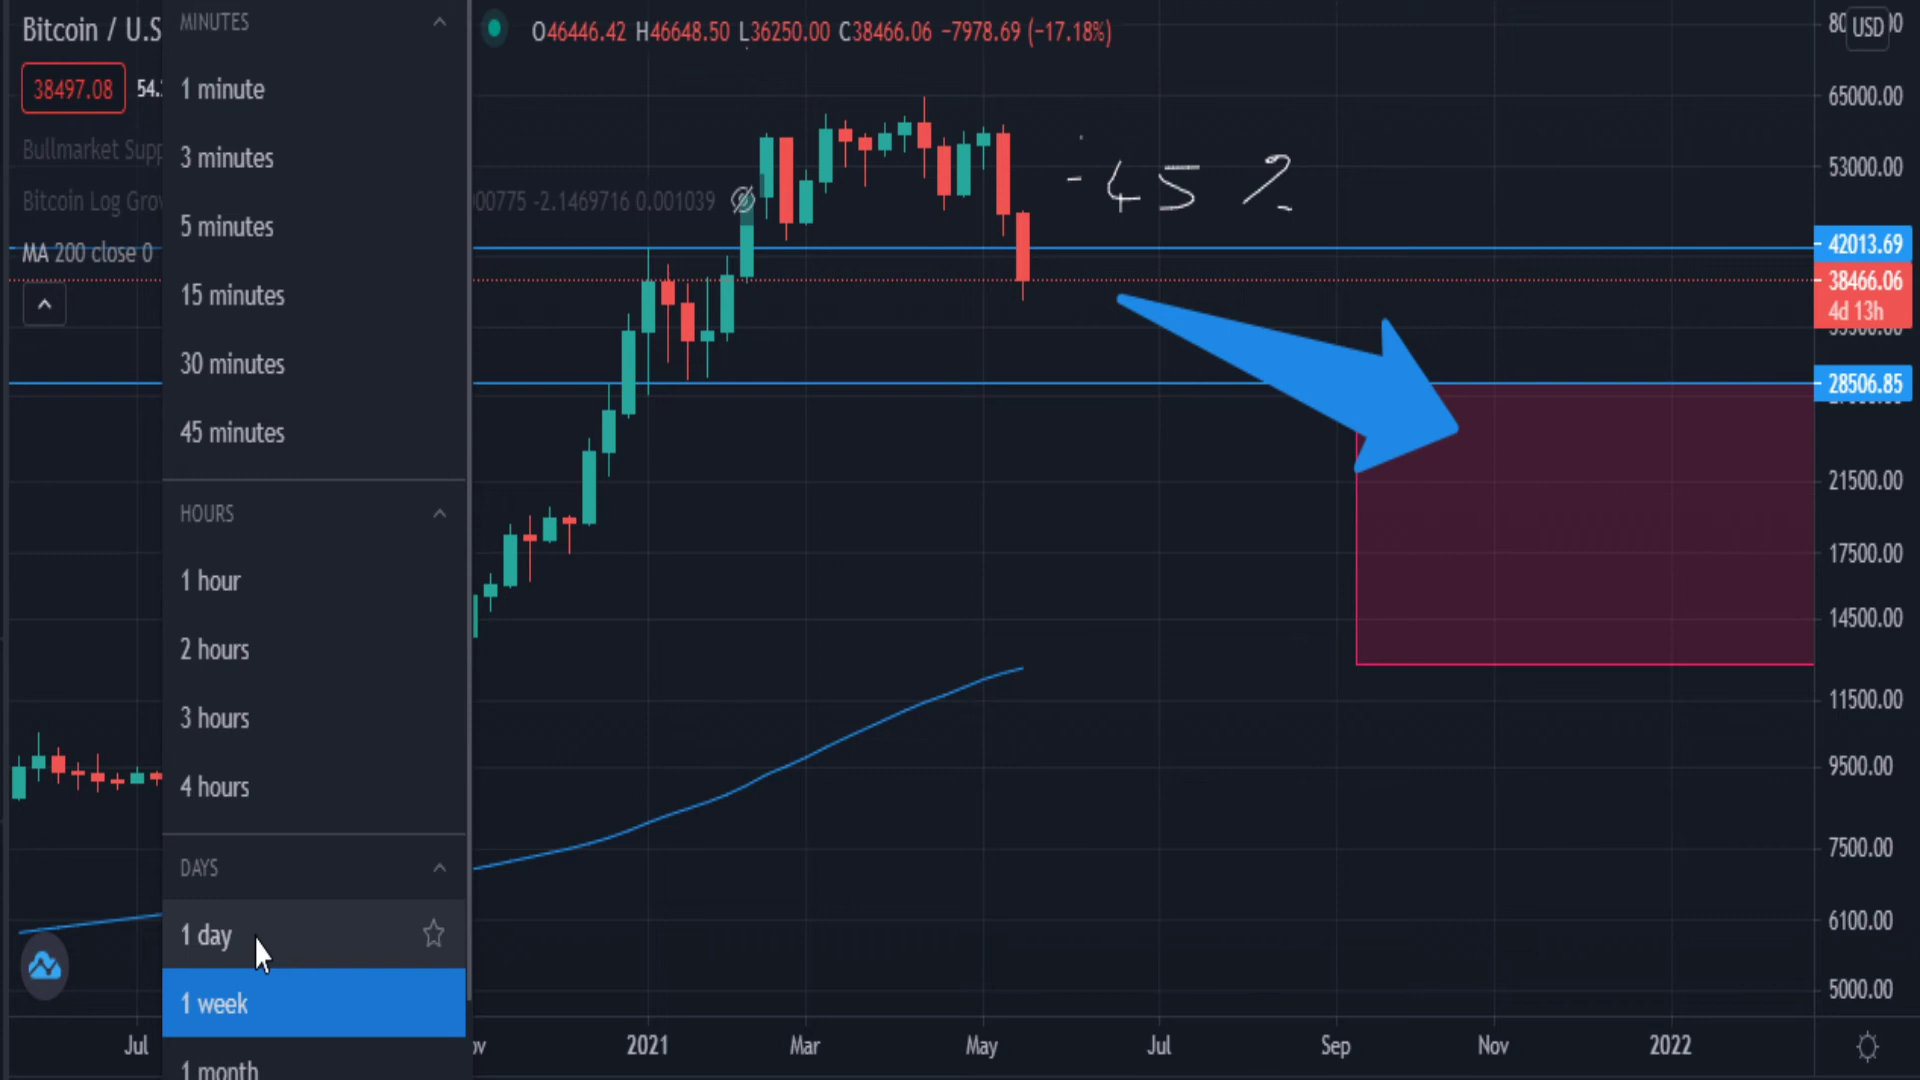 Bitcoin / U.S
O46446.42 H46648.50 L36250.00 C38466.06 −7978.69 (−17.18%)
38497.08
Bullmarket Supp
Bitcoin Log Grov
00775 -2.1469716 0.001039
MA 200 close 0
MINUTES
1 minute
3 minutes
5 minutes
15 minutes
30 minutes
45 minutes
HOURS
1 hour
2 hours
3 hours
4 hours
DAYS
1 day
1 week
1 month
- 45 %
USD
65000.00
53000.00
42013.69
38466.06
4d 13h
28506.85
21500.00
17500.00
14500.00
11500.00
9500.00
7500.00
6100.00
5000.00
Jul
2021
Mar
May
Jul
Sep
Nov
2022